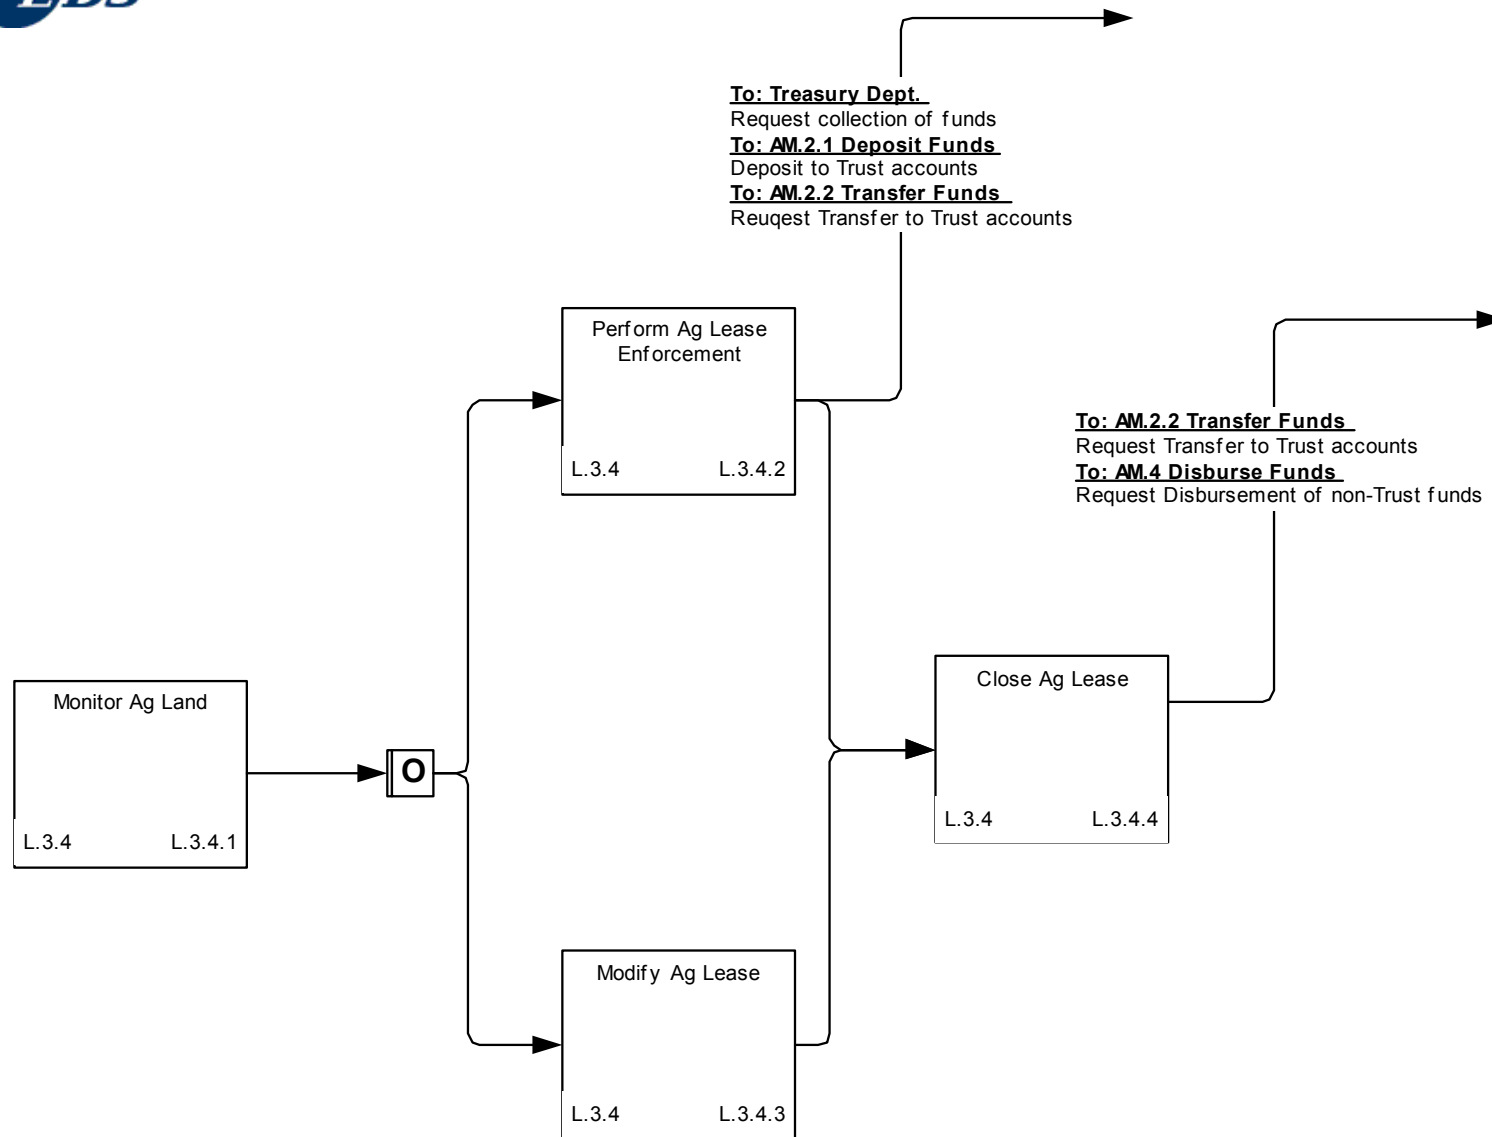 EDS
To: Treasury Dept.
Request collection of funds
To: AM.2.1 Deposit Funds
Deposit to Trust accounts
To: AM.2.2 Transfer Funds
Reuqest Transfer to Trust accounts
Perform Ag Lease
Enforcement
L.3.4 L.3.4.2
To: AM.2.2 Transfer Funds
Request Transfer to Trust accounts
To: AM.4 Disburse Funds
Request Disbursement of non-Trust funds
Monitor Ag Land
L.3.4 L.3.4.1
O
Close Ag Lease
L.3.4 L.3.4.4
Modify Ag Lease
L.3.4 L.3.4.3